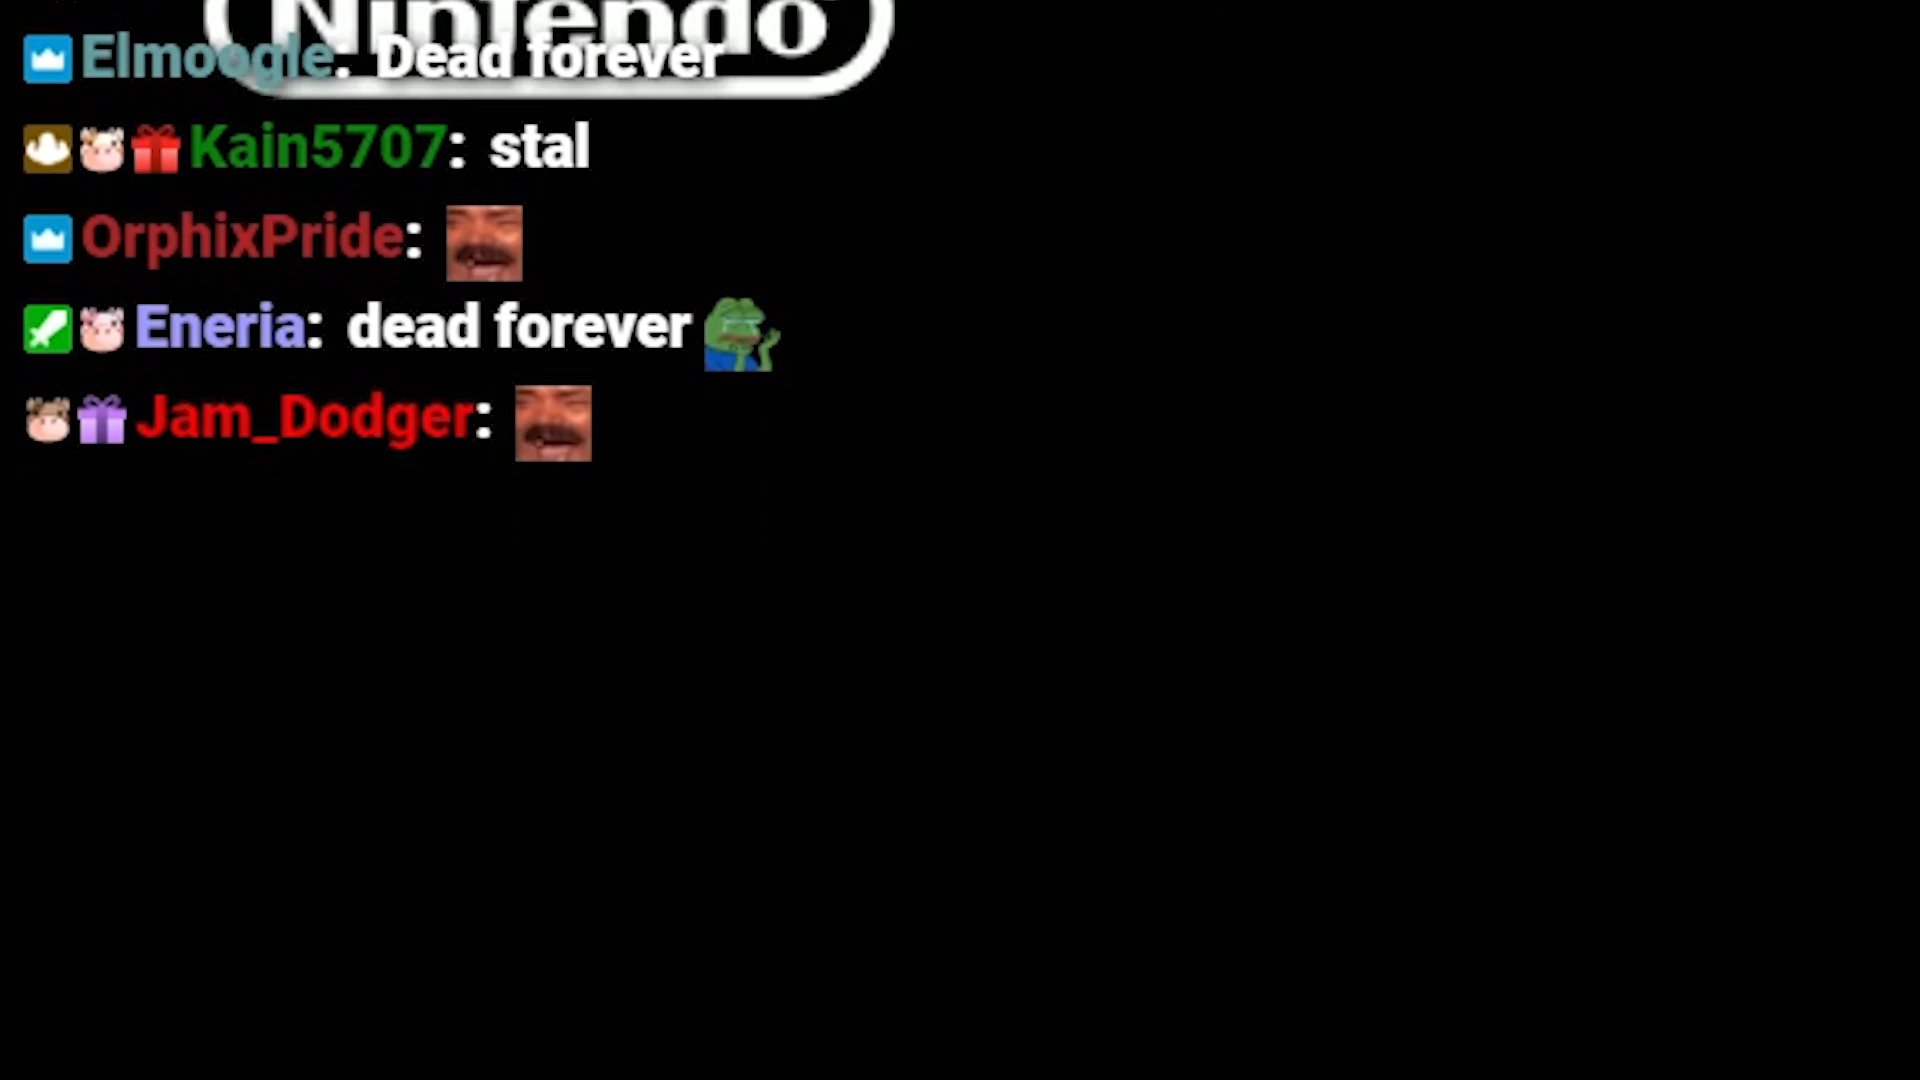 Nintendo
Elmoogle: Dead forever
Kain5707: stal
OrphixPride:
Eneria: dead forever
Jam_Dodger: